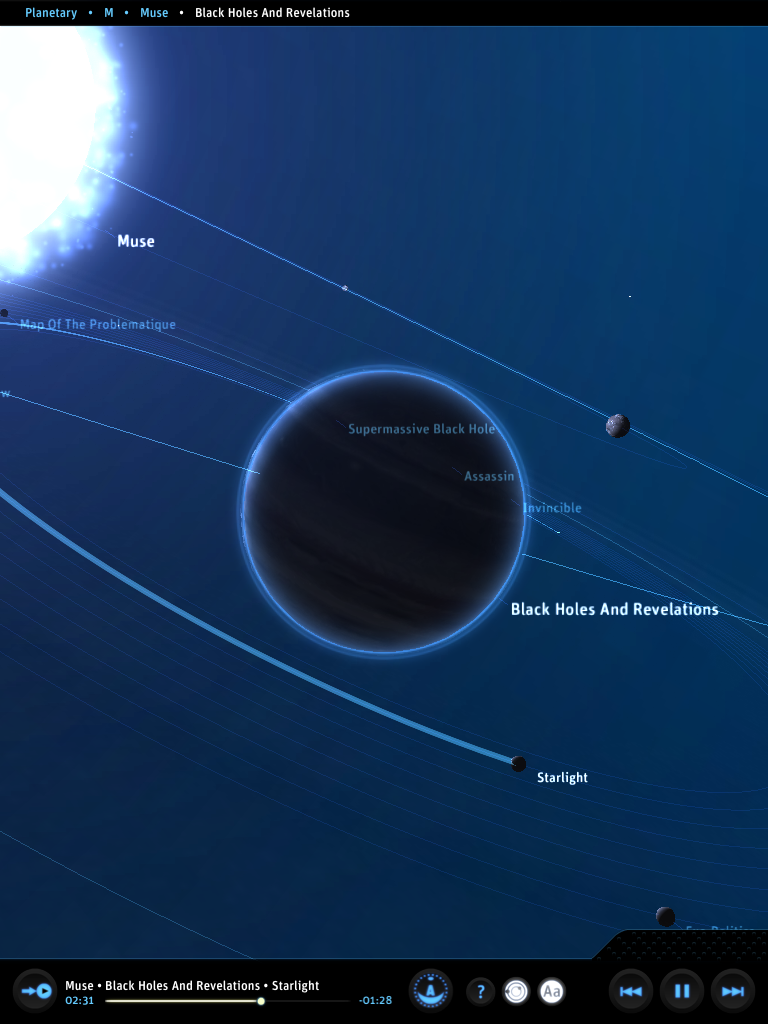 Planetary • M • Muse • Black Holes And Revelations
Muse
Map Of The Problematique
w
Supermassive Black Hole
Assassin
Invincible
Black Holes And Revelations
Starlight
Muse • Black Holes And Revelations • Starlight
02:31
-01:28
A
?
Aa